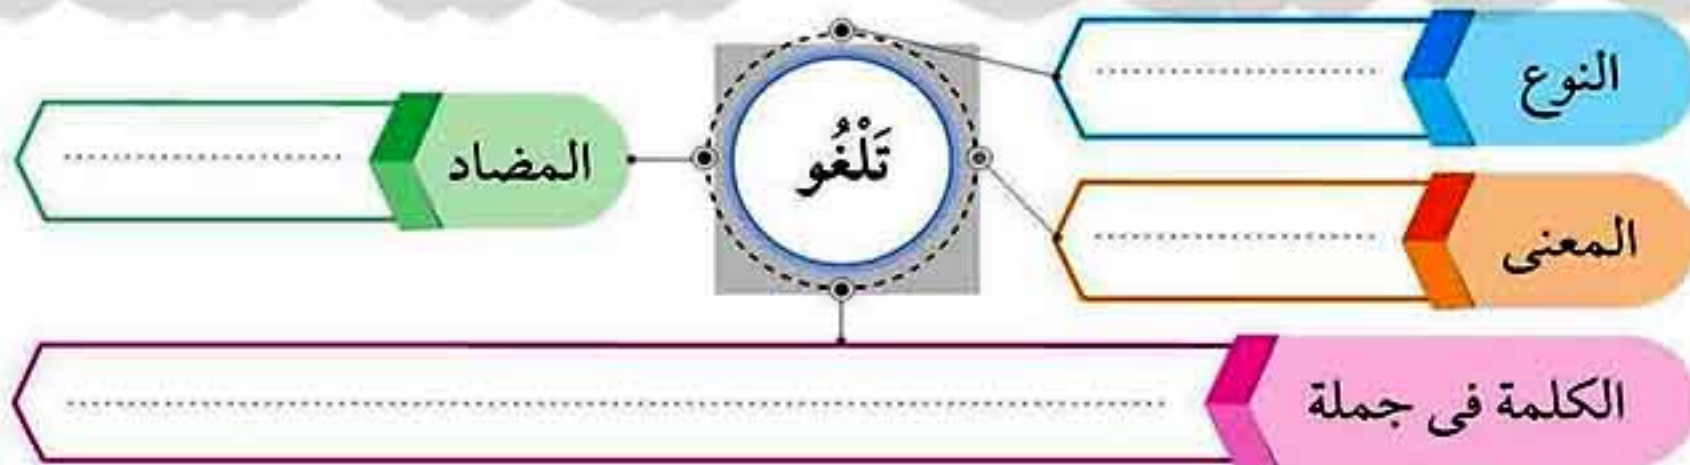 النوع
تَلْغُو
المضاد
المعنى
الكلمة فى جملة